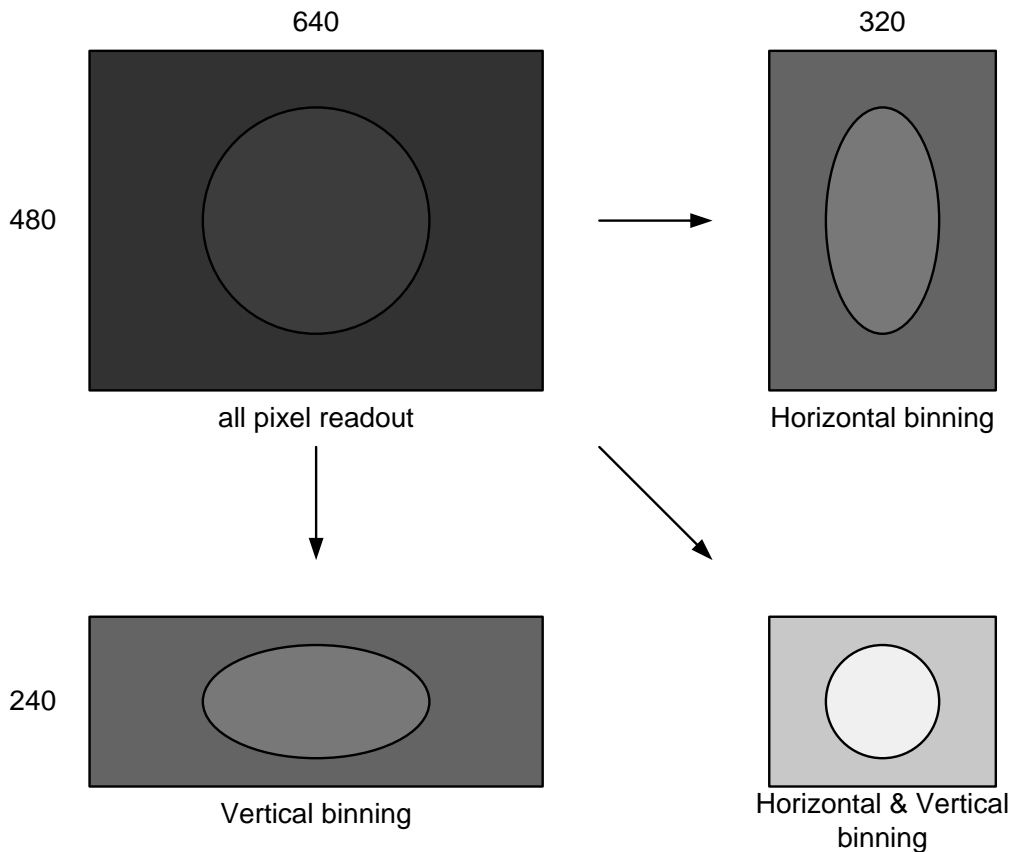 640
320
480
all pixel readout
Horizontal binning
240
Vertical binning
Horizontal & Vertical
binning